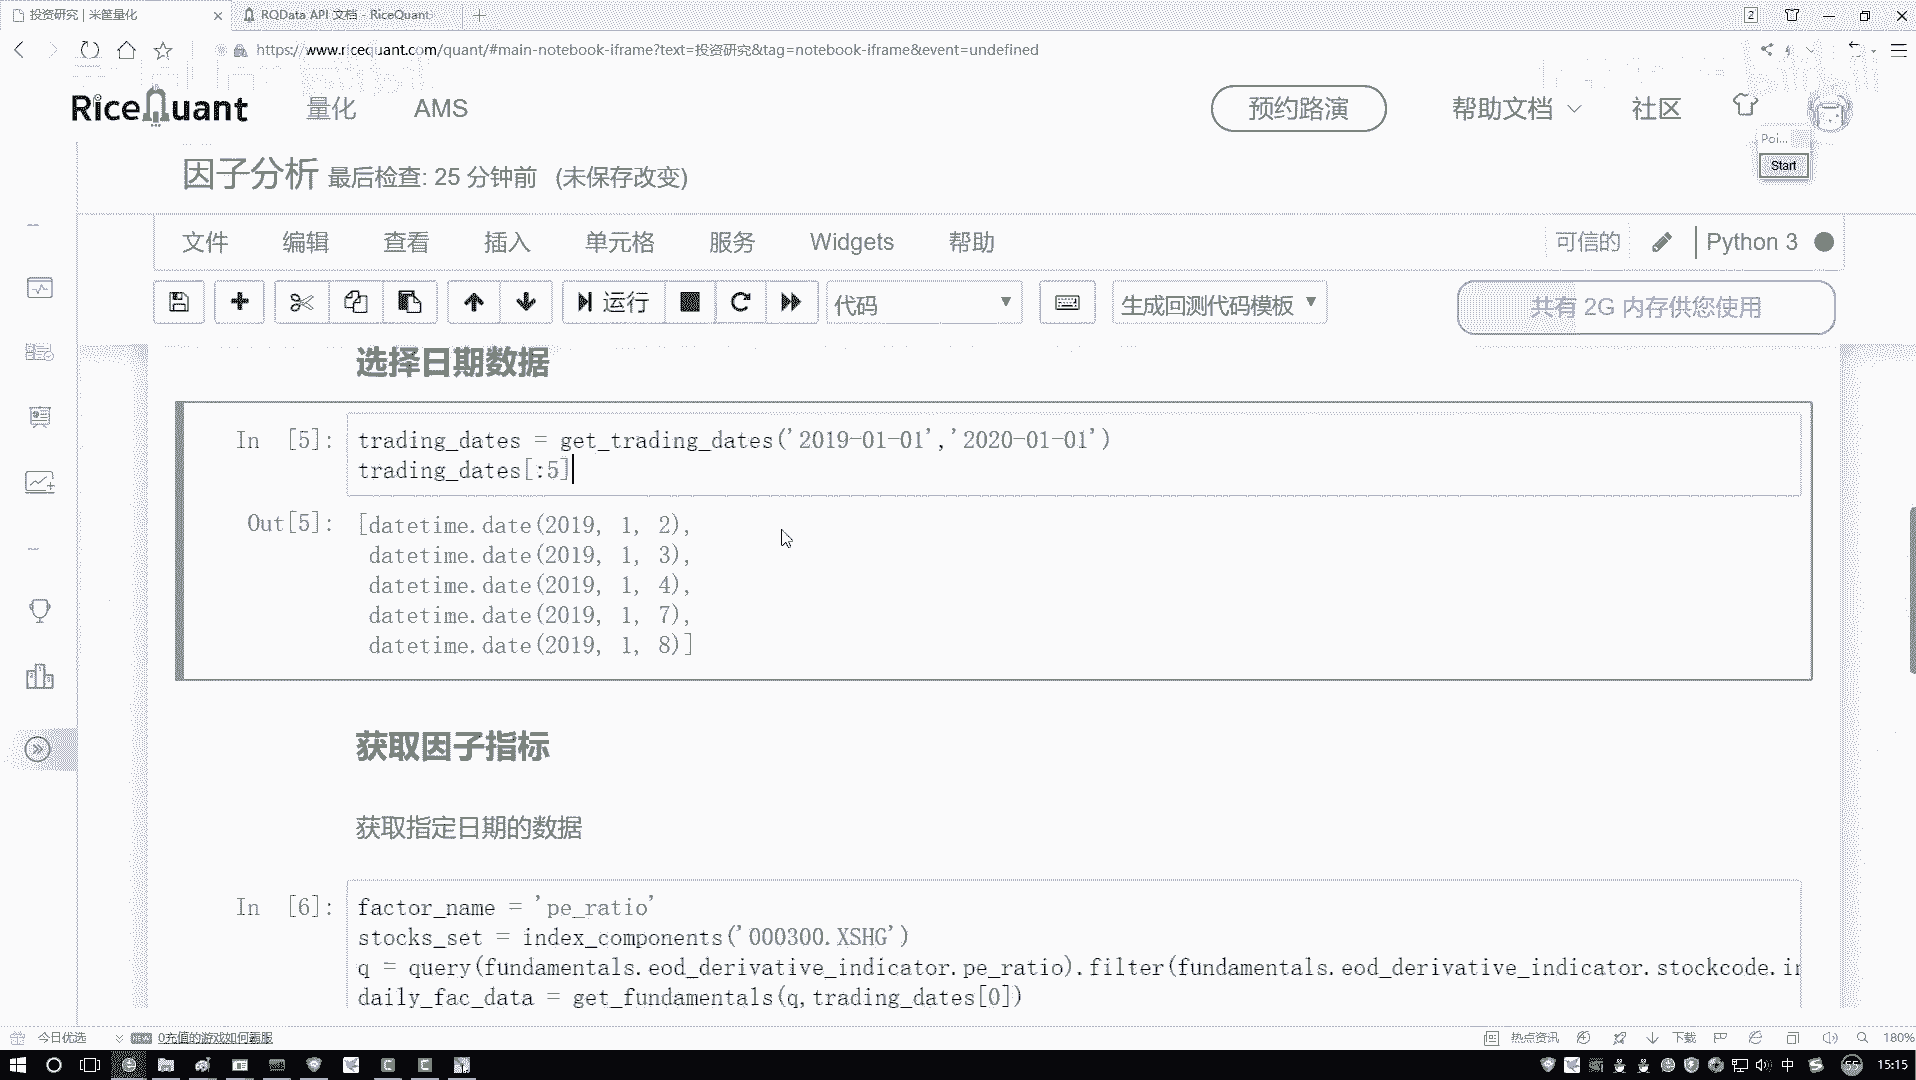 投资研究 | 米筐量化
RQData API 文档 - RiceQuant
2
https://www.ricequant.com/quant/#main-notebook-iframe?text=投资研究&tag=notebook-iframe&event=undefined
RiceQuant
量化
AMS
预约路演
帮助文档
社区
Poi...
Start
因子分析 最后检查: 25 分钟前 (未保存改变)
文件 编辑 查看 插入 单元格 服务 Widgets 帮助
可信的
Python 3
运行
代码
生成回测代码模板
共有 2G 内存供您使用
选择日期数据
In [5]: trading_dates = get_trading_dates('2019-01-01','2020-01-01')
trading_dates[:5]
Out[5]: [datetime.date(2019, 1, 2),
datetime.date(2019, 1, 3),
datetime.date(2019, 1, 4),
datetime.date(2019, 1, 7),
datetime.date(2019, 1, 8)]
获取因子指标
获取指定日期的数据
In [6]: factor_name = 'pe_ratio'
stocks_set = index_components('000300.XSHG')
q = query(fundamentals.eod_derivative_indicator.pe_ratio).filter(fundamentals.eod_derivative_indicator.stockcode.in
daily_fac_data = get_fundamentals(q,trading_dates[0])
今日优选
0充值的游戏如何霸服
热点资讯
下载
180%
中
55
15:15